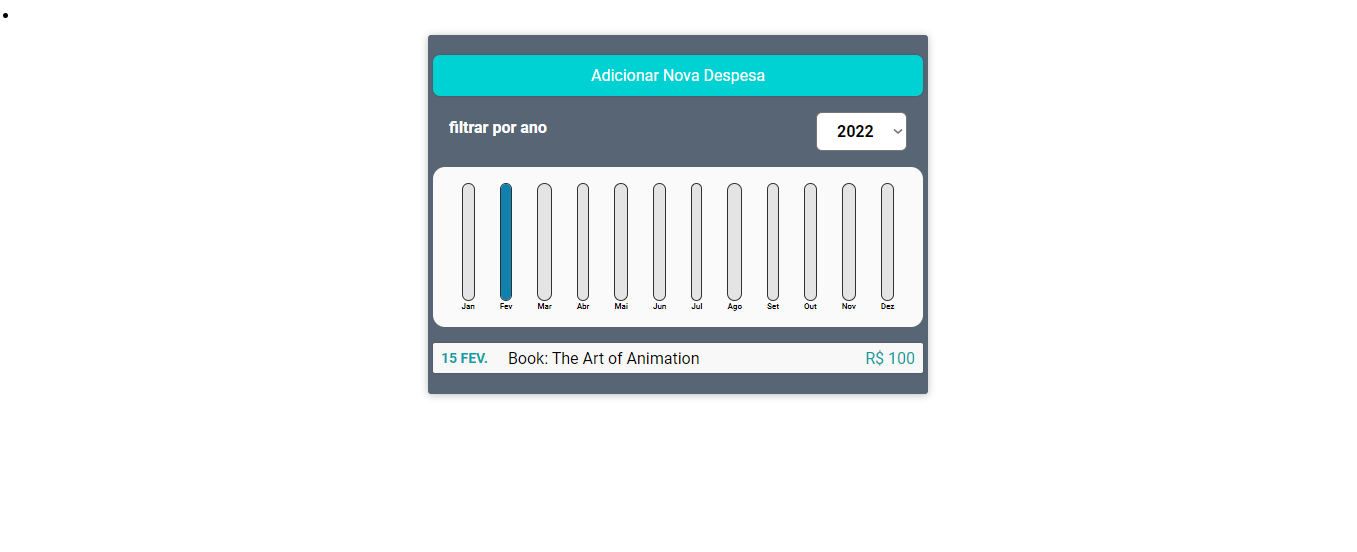 Adicionar Nova Despesa
filtrar por ano 2022
Jan Fev Mar Abr Mai Jun Jul Ago Set Out Nov Dez
15 FEV. Book: The Art of Animation R$ 100